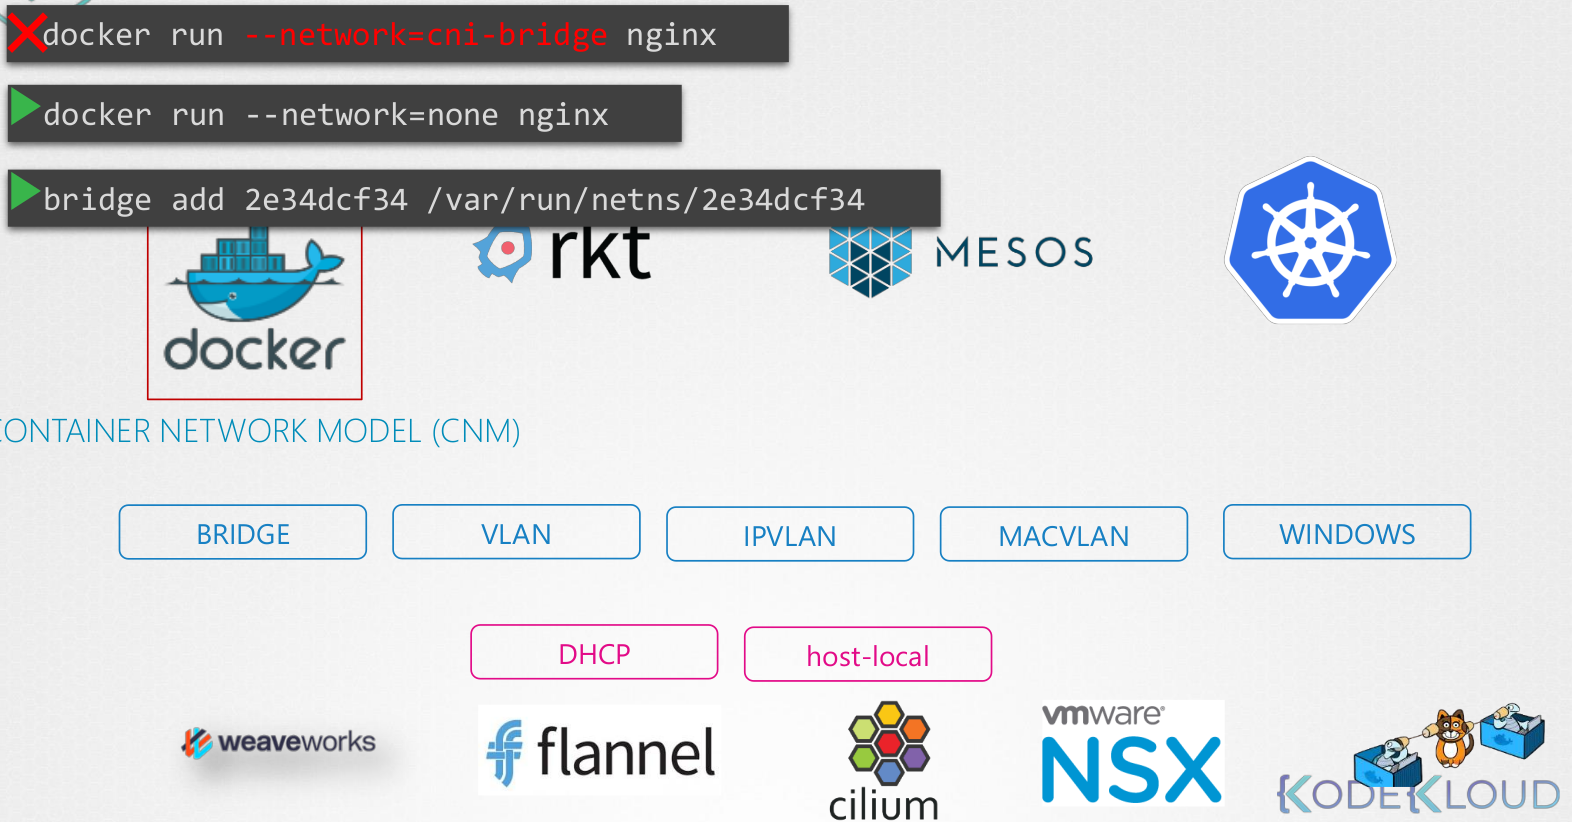 docker run --network=cni-bridge nginx
docker run --network=none nginx
bridge add 2e34dcf34 /var/run/netns/2e34dcf34
docker
rkt
MESOS
CONTAINER NETWORK MODEL (CNM)
BRIDGE
VLAN
IPVLAN
MACVLAN
WINDOWS
DHCP
host-local
weaveworks
flannel
cilium
vmware®
NSX
KODEKLOUD